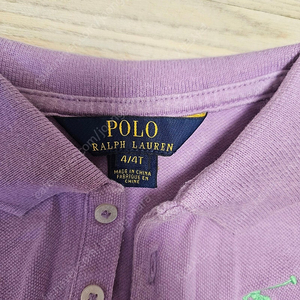 POLO
RALPH LAUREN
4/4T
MADE IN CHINA
FABRIQUÉ EN
CHINE